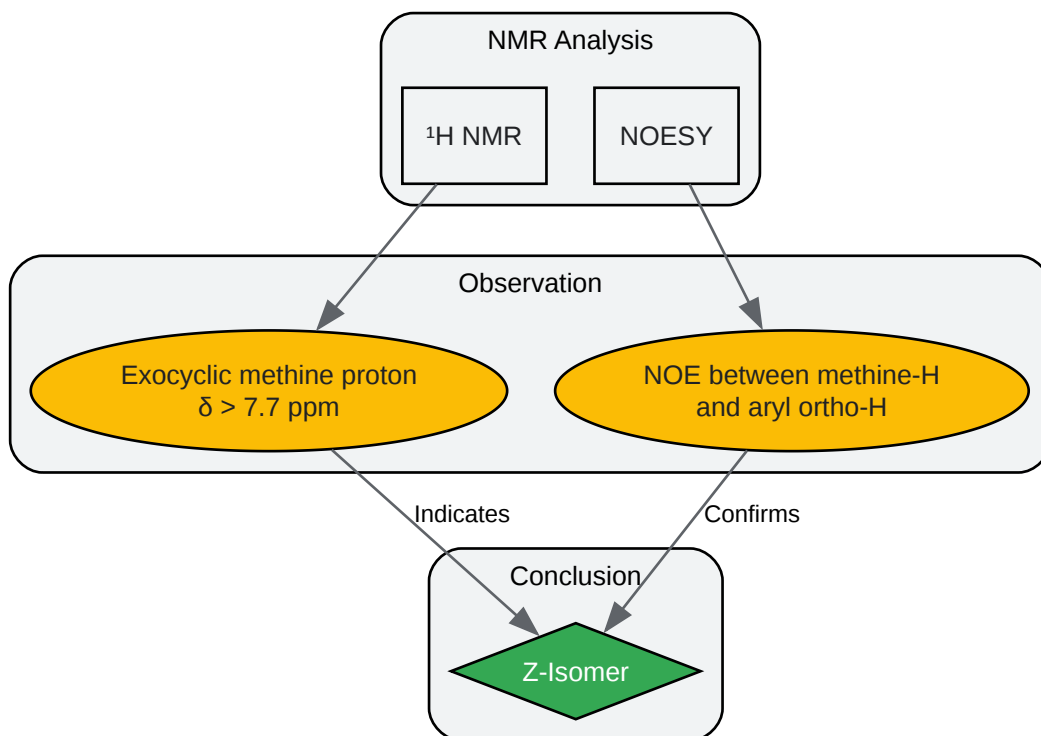 NMR Analysis
¹H NMR
NOESY
Observation
Exocyclic methine proton
δ > 7.7 ppm
NOE between methine-H
and aryl ortho-H
Indicates
Confirms
Conclusion
Z-Isomer